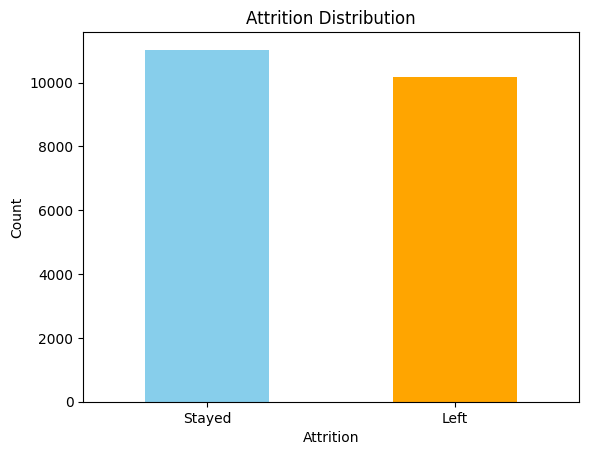 Attrition Distribution
10000
8000
6000
4000
2000
0
Count
Stayed Left
Attrition